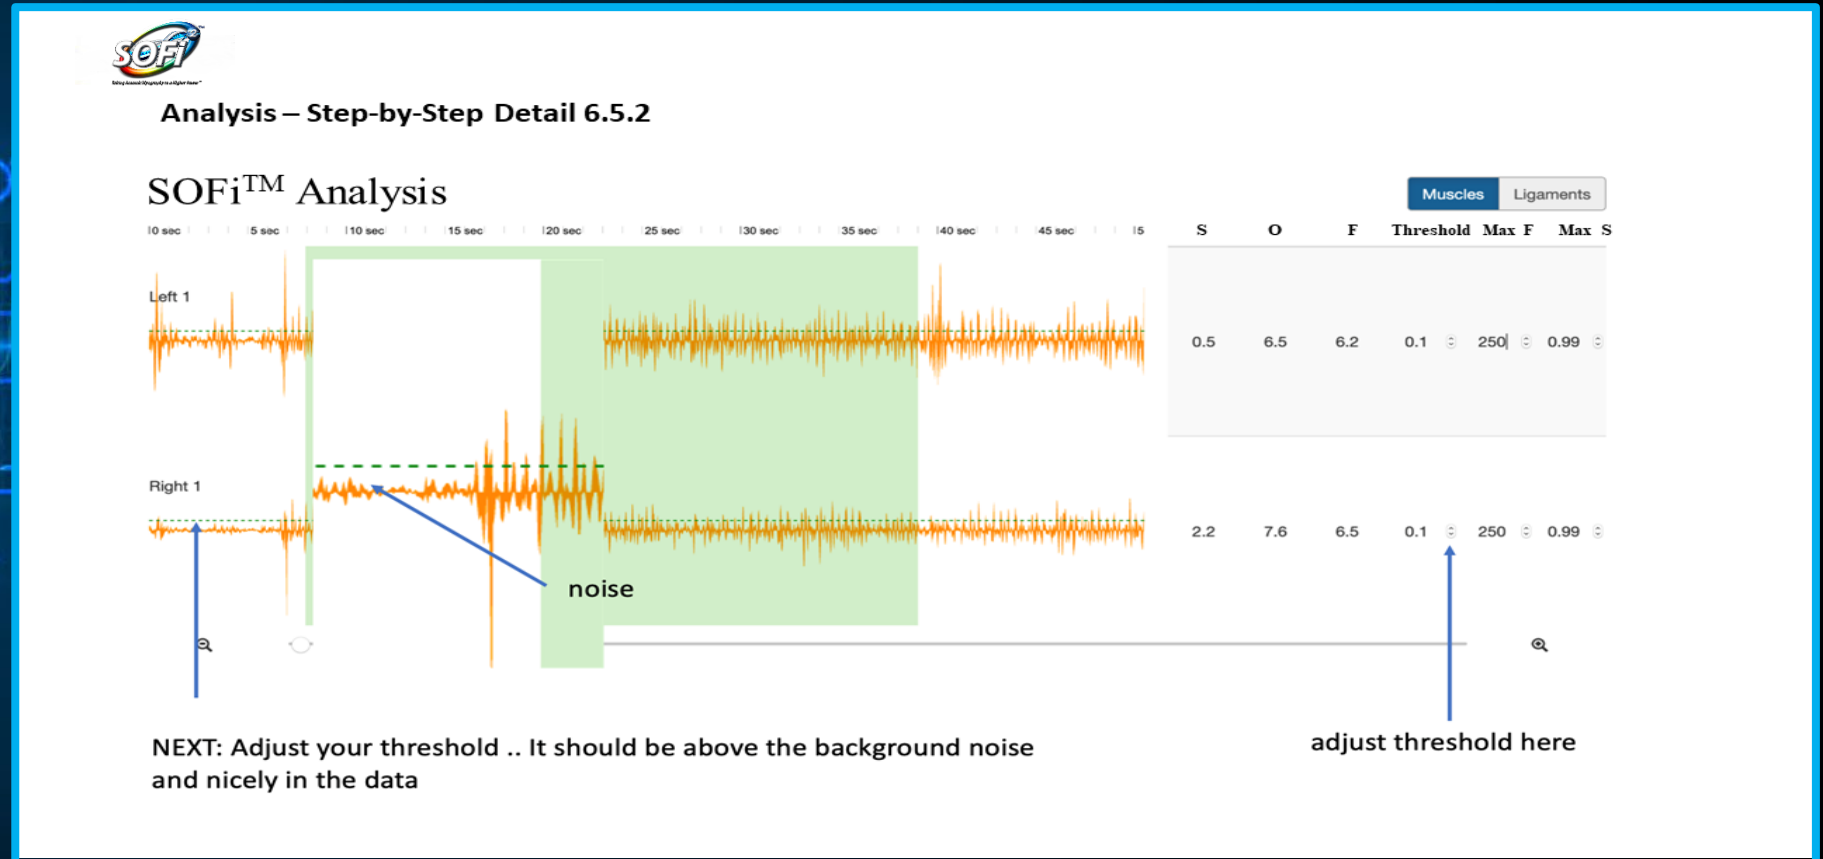 SOFi
Analysis – Step-by-Step Detail 6.5.2
SOFi™ Analysis
Muscles Ligaments
0 sec 5 sec 10 sec 15 sec 20 sec 25 sec 30 sec 35 sec 40 sec 45 sec 5
S O F Threshold Max F Max S
Left 1
0.5 6.5 6.2 0.1 250 0.99
Right 1
2.2 7.6 6.5 0.1 250 0.99
noise
NEXT: Adjust your threshold .. It should be above the background noise
and nicely in the data
adjust threshold here